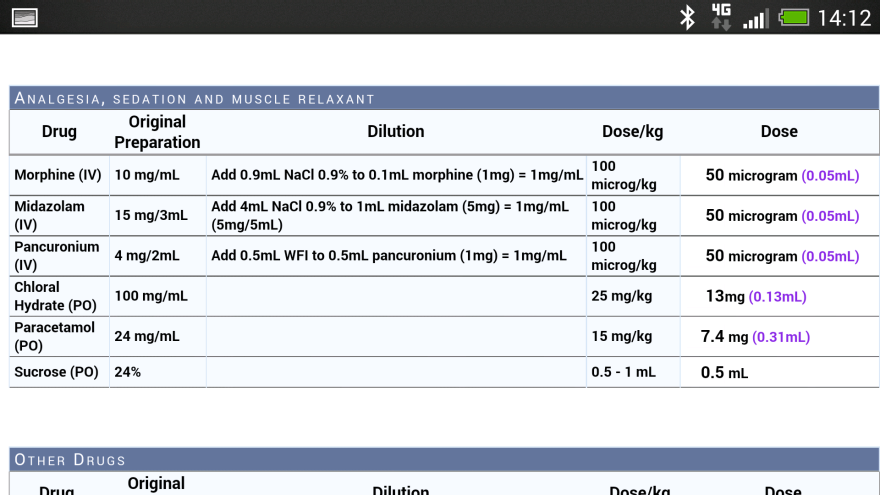 4G 14:12
ANALGESIA, SEDATION AND MUSCLE RELAXANT
Drug Original Preparation Dilution Dose/kg Dose
Morphine (IV) 10 mg/mL Add 0.9mL NaCl 0.9% to 0.1mL morphine (1mg) = 1mg/mL 100 microg/kg 50 microgram (0.05mL)
Midazolam (IV) 15 mg/3mL Add 4mL NaCl 0.9% to 1mL midazolam (5mg) = 1mg/mL (5mg/5mL) 100 microg/kg 50 microgram (0.05mL)
Pancuronium (IV) 4 mg/2mL Add 0.5mL WFI to 0.5mL pancuronium (1mg) = 1mg/mL 100 microg/kg 50 microgram (0.05mL)
Chloral Hydrate (PO) 100 mg/mL 25 mg/kg 13mg (0.13mL)
Paracetamol (PO) 24 mg/mL 15 mg/kg 7.4 mg (0.31mL)
Sucrose (PO) 24% 0.5 - 1 mL 0.5 mL
OTHER DRUGS
Drug Original Dilution Dose/kg Dose